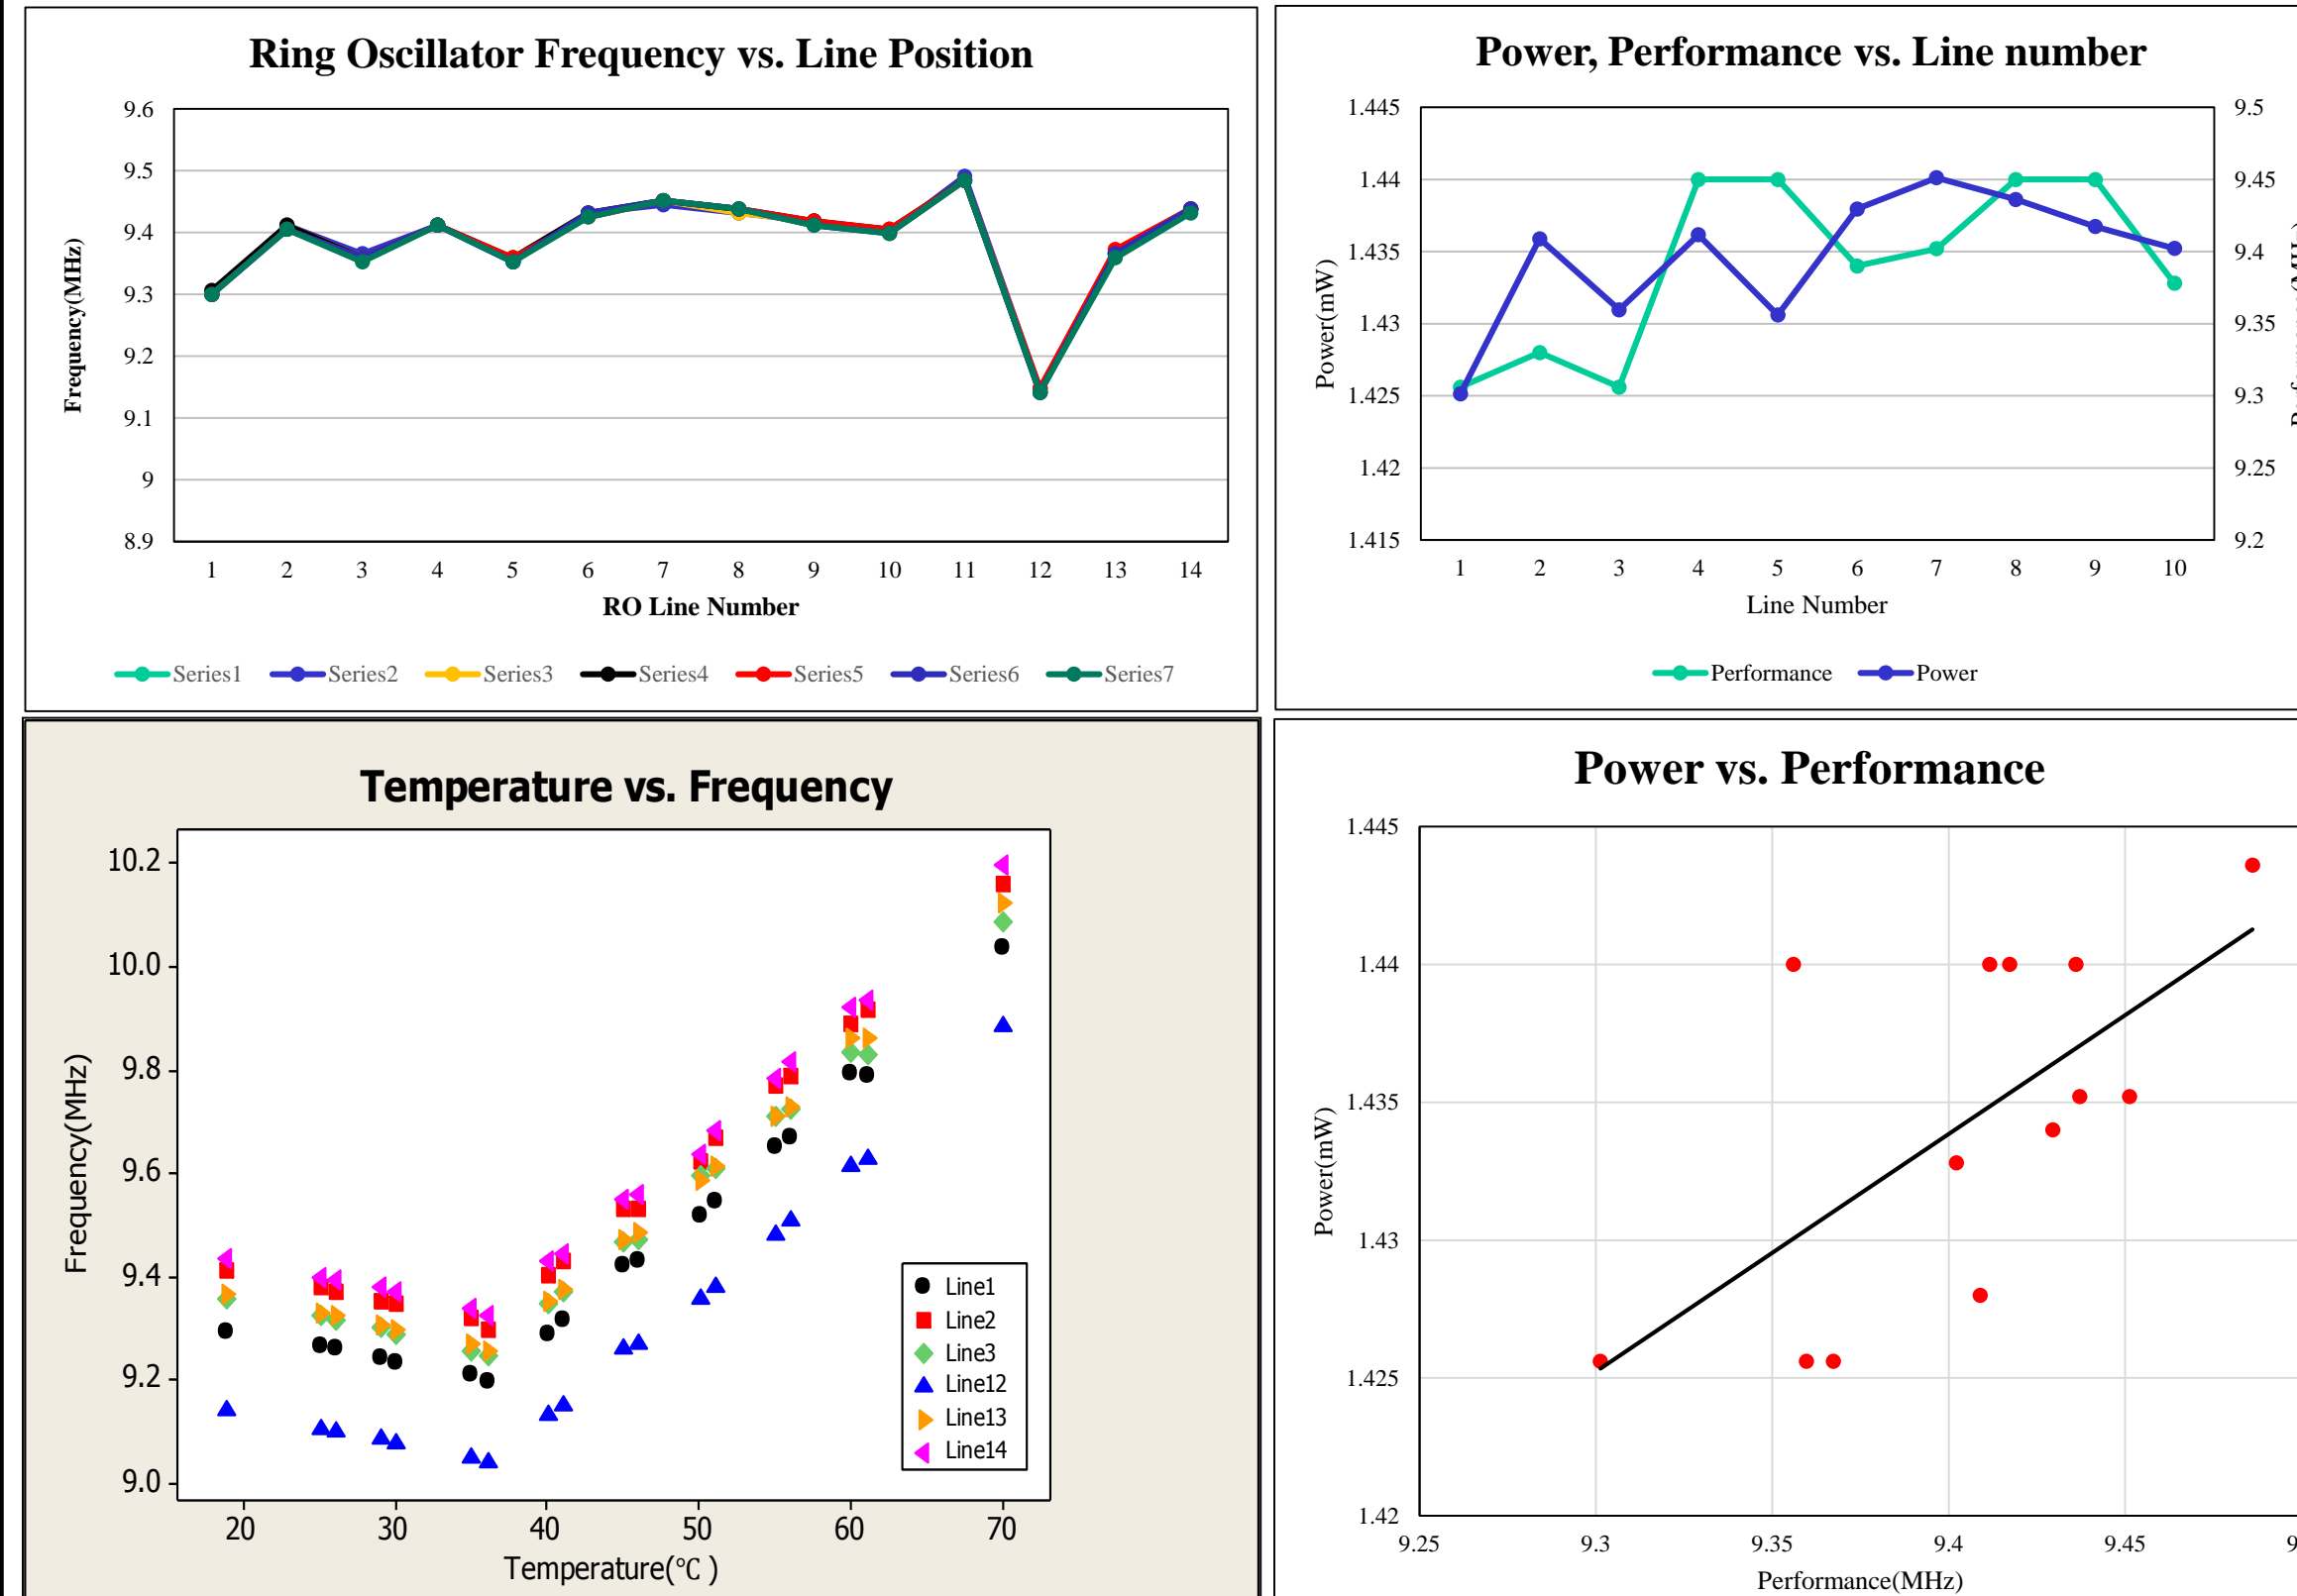 Ring Oscillator Frequency vs. Line Position
9.6
9.5
9.4
9.3
9.2
9.1
9
8.9
Frequency(MHz)
1 2 3 4 5 6 7 8 9 10 11 12 13 14
RO Line Number
Series1 Series2 Series3 Series4 Series5 Series6 Series7
Power, Performance vs. Line number
1.445
1.44
1.435
1.43
1.425
1.42
1.415
Power(mW)
9.5
9.45
9.4
9.35
9.3
9.25
9.2
1 2 3 4 5 6 7 8 9 10
Line Number
Performance Power
Temperature vs. Frequency
10.2
10.0
9.8
9.6
9.4
9.2
9.0
Frequency(MHz)
20 30 40 50 60 70
Temperature(°C )
Line1
Line2
Line3
Line12
Line13
Line14
Power vs. Performance
1.445
1.44
1.435
1.43
1.425
1.42
Power(mW)
9.25 9.3 9.35 9.4 9.45
Performance(MHz)